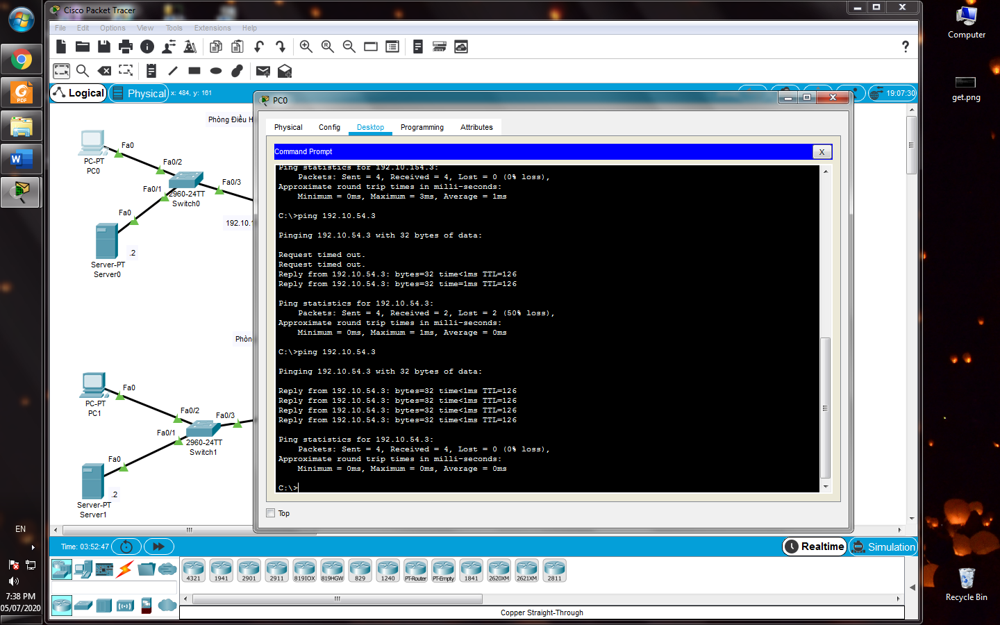 Cisco Packet Tracer
File Edit Options View Tools Extensions Help
Logical
Physical
x: 484, y: 161
19:07:30
Phòng Điều H
Fa0
PC-PT
PC0
Fa0/2
Fa0/1
Fa0/3
2960-24TT
Switch0
Fa0
192.10.1
.2
Server-PT
Server0
Phòn
Fa0
PC-PT
PC1
Fa0/2
Fa0/3
Fa0/1
2960-24TT
Switch1
Fa0
.2
Server-PT
Server1
PC0
Physical Config Desktop Programming Attributes
Command Prompt
X
Ping statistics for 192.10.154.3:
Packets: Sent = 4, Received = 4, Lost = 0 (0% loss),
Approximate round trip times in milli-seconds:
Minimum = 0ms, Maximum = 3ms, Average = 1ms
C:\>ping 192.10.54.3
Pinging 192.10.54.3 with 32 bytes of data:
Request timed out.
Request timed out.
Reply from 192.10.54.3: bytes=32 time<1ms TTL=126
Reply from 192.10.54.3: bytes=32 time=1ms TTL=126
Ping statistics for 192.10.54.3:
Packets: Sent = 4, Received = 2, Lost = 2 (50% loss),
Approximate round trip times in milli-seconds:
Minimum = 0ms, Maximum = 1ms, Average = 0ms
C:\>ping 192.10.54.3
Pinging 192.10.54.3 with 32 bytes of data:
Reply from 192.10.54.3: bytes=32 time<1ms TTL=126
Reply from 192.10.54.3: bytes=32 time<1ms TTL=126
Reply from 192.10.54.3: bytes=32 time<1ms TTL=126
Reply from 192.10.54.3: bytes=32 time<1ms TTL=126
Ping statistics for 192.10.54.3:
Packets: Sent = 4, Received = 4, Lost = 0 (0% loss),
Approximate round trip times in milli-seconds:
Minimum = 0ms, Maximum = 0ms, Average = 0ms
C:\>
Top
Time: 03:52:47
Realtime
Simulation
4321 1941 2901 2911 819IOX 819HGW 829 1240 PT-Router PT-Empty 1841 2620XM 2621XM 2811
Copper Straight-Through
PDF
W
EN
7:38 PM
05/07/2020
Computer
get.png
Recycle Bin